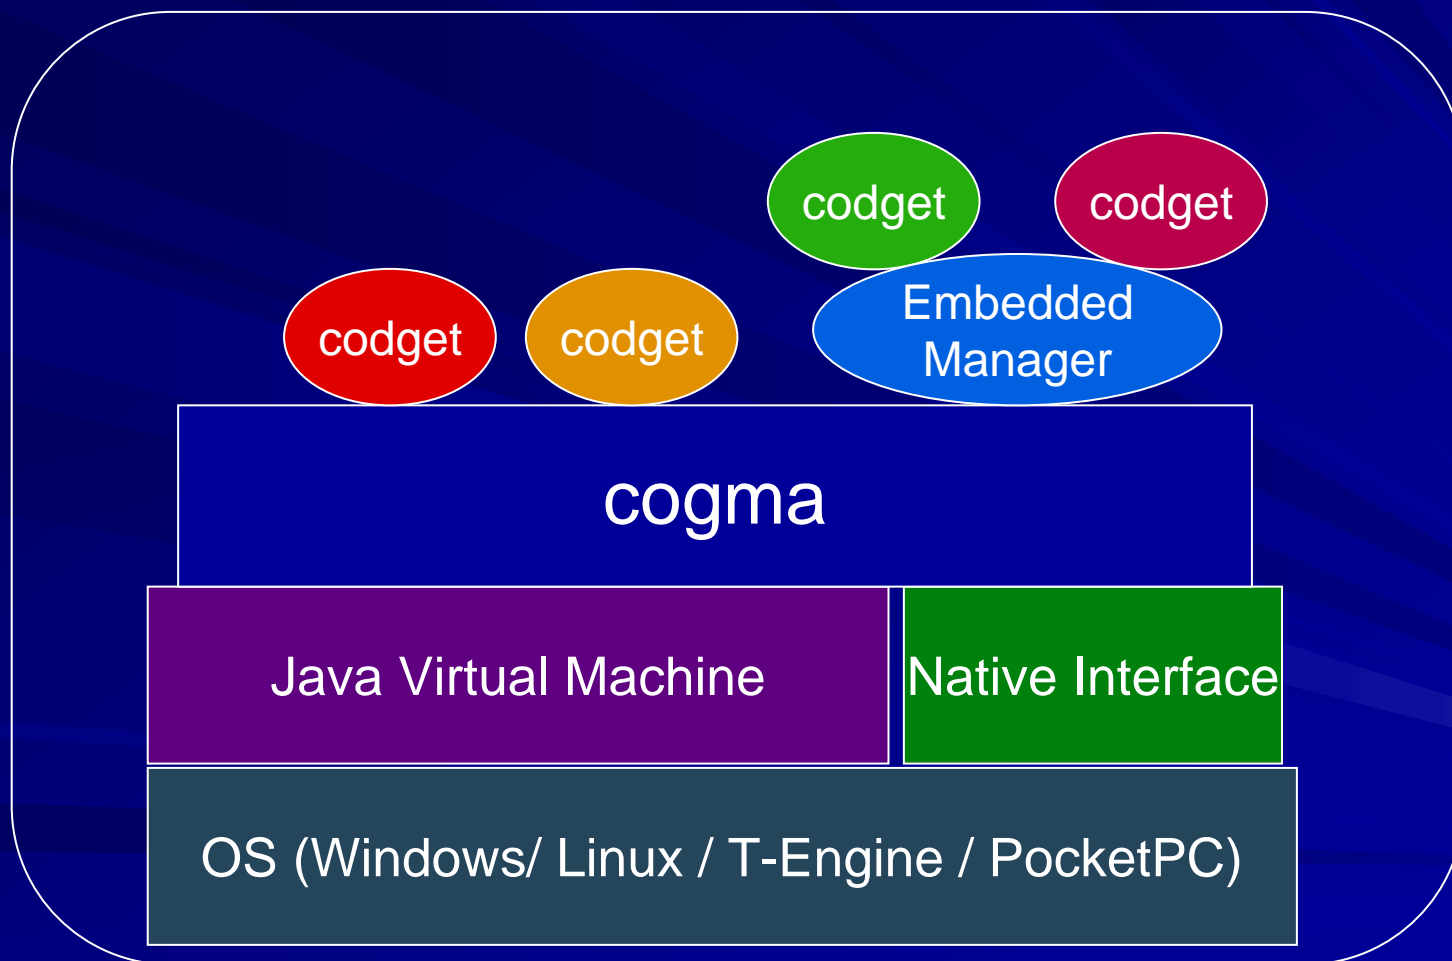 codget
codget
codget
codget
Embedded
Manager
cogma
Java Virtual Machine
Native Interface
OS (Windows/ Linux / T-Engine / PocketPC)